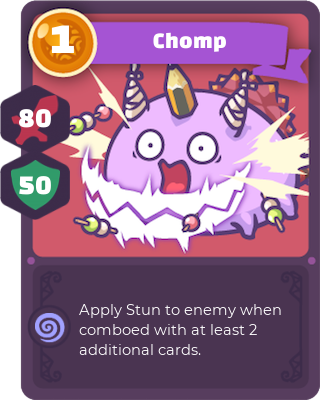 1
Chomp
80
50
Apply Stun to enemy when
comboed with at least 2
additional cards.